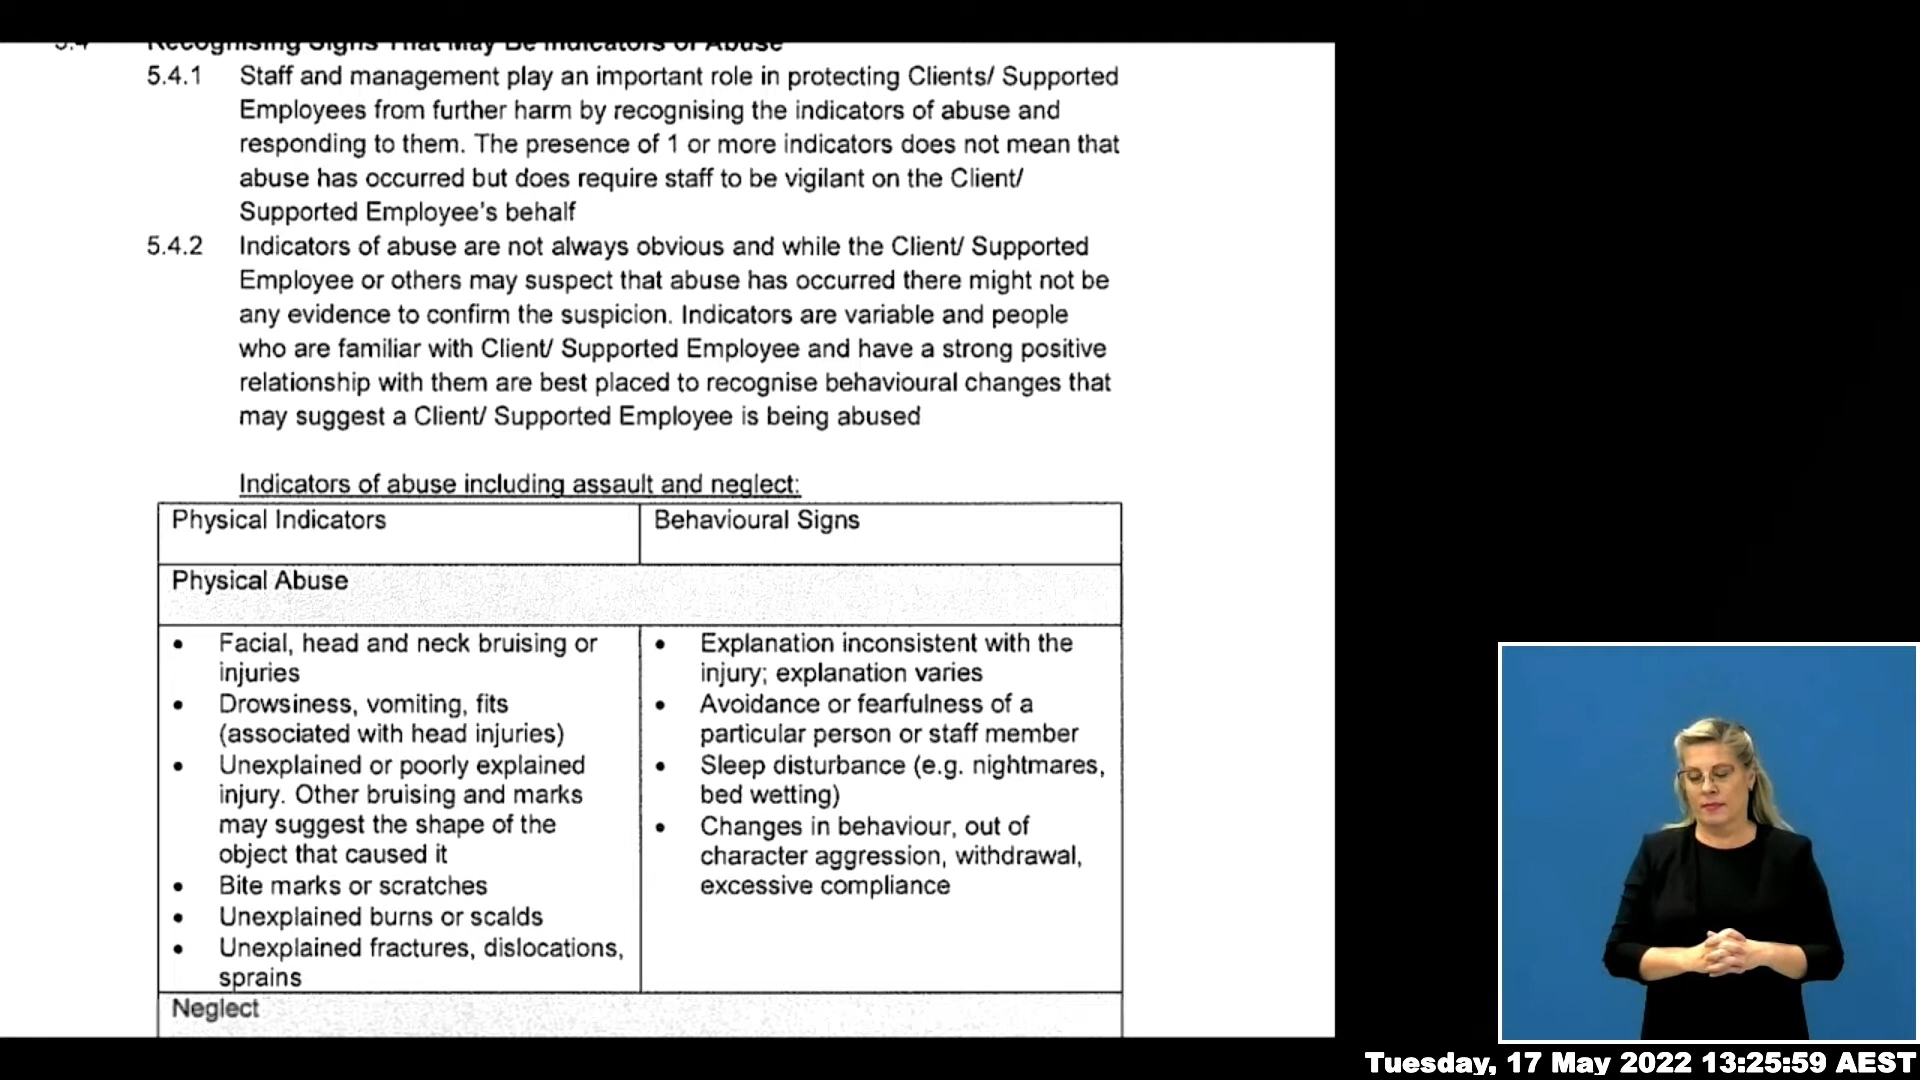 5.4 Recognising Signs That May Be Indicators of Abuse
5.4.1 Staff and management play an important role in protecting Clients/ Supported
Employees from further harm by recognising the indicators of abuse and
responding to them. The presence of 1 or more indicators does not mean that
abuse has occurred but does require staff to be vigilant on the Client/
Supported Employee's behalf
5.4.2 Indicators of abuse are not always obvious and while the Client/ Supported
Employee or others may suspect that abuse has occurred there might not be
any evidence to confirm the suspicion. Indicators are variable and people
who are familiar with Client/ Supported Employee and have a strong positive
relationship with them are best placed to recognise behavioural changes that
may suggest a Client/ Supported Employee is being abused
Indicators of abuse including assault and neglect:
Physical Indicators
Behavioural Signs
Physical Abuse
• Facial, head and neck bruising or
injuries
• Drowsiness, vomiting, fits
(associated with head injuries)
• Unexplained or poorly explained
injury. Other bruising and marks
may suggest the shape of the
object that caused it
• Bite marks or scratches
• Unexplained burns or scalds
• Unexplained fractures, dislocations,
sprains
• Explanation inconsistent with the
injury; explanation varies
• Avoidance or fearfulness of a
particular person or staff member
• Sleep disturbance (e.g. nightmares,
bed wetting)
• Changes in behaviour, out of
character aggression, withdrawal,
excessive compliance
Neglect
Tuesday, 17 May 2022 13:25:59 AEST